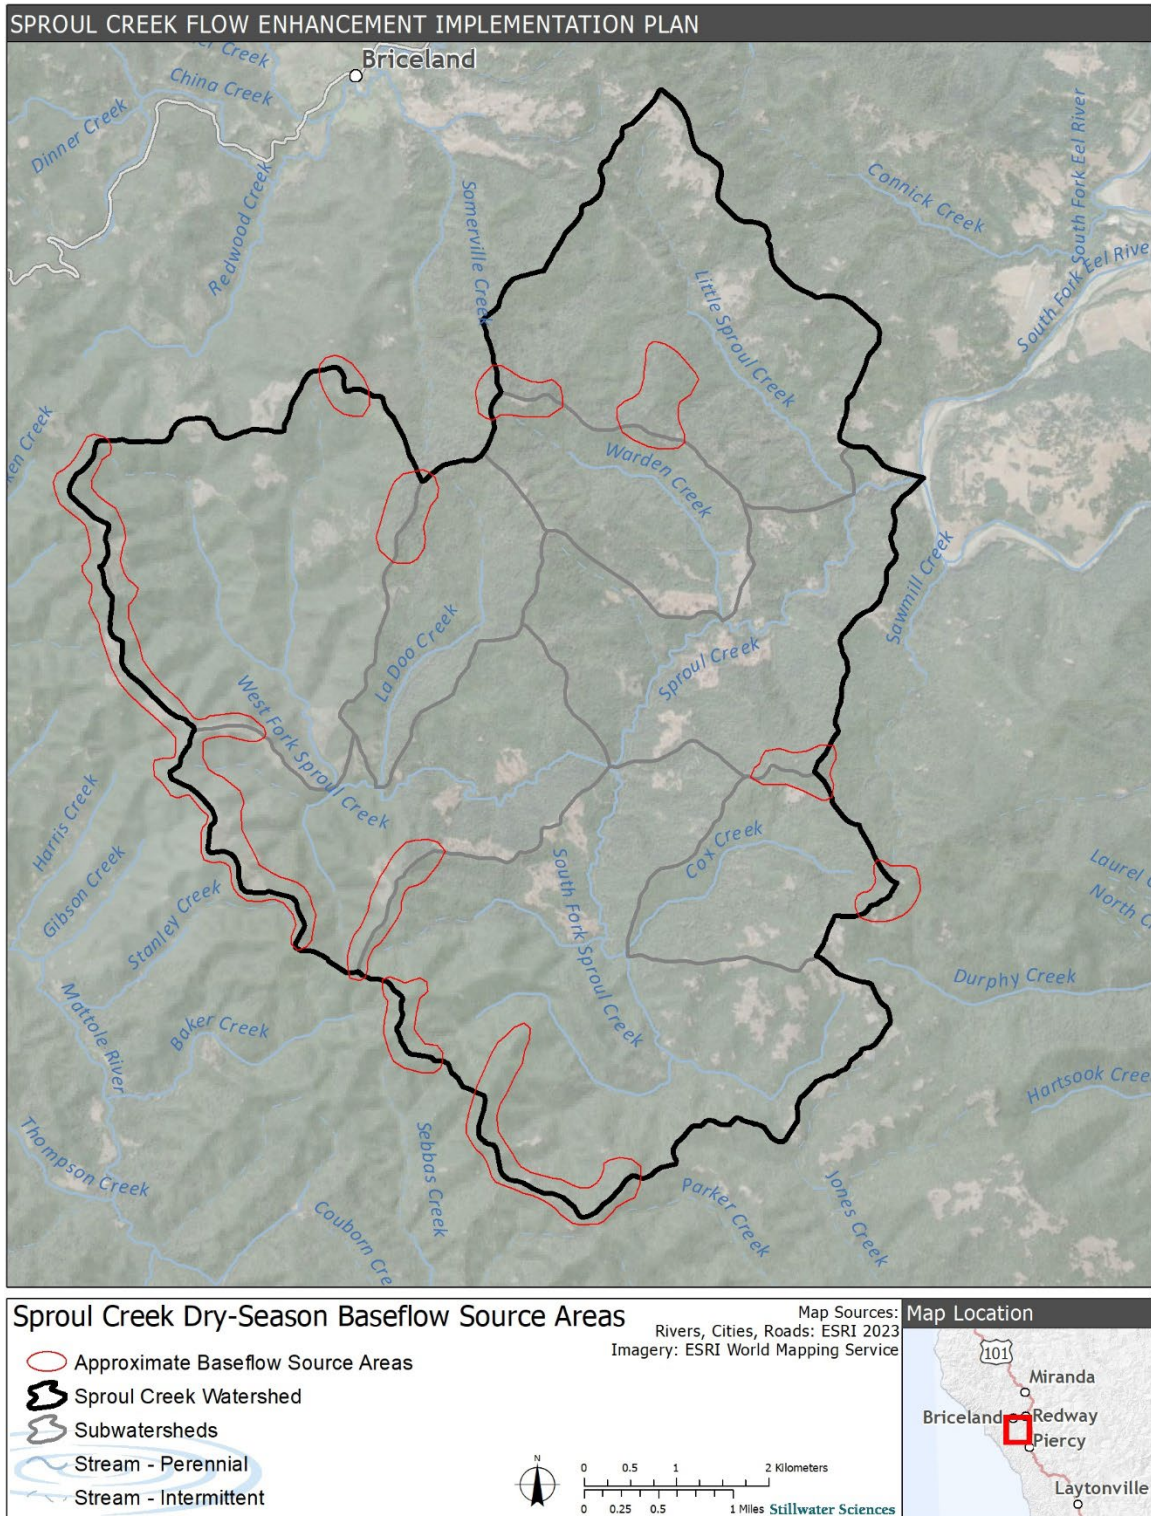 SPROUL CREEK FLOW ENHANCEMENT IMPLEMENTATION PLAN
Briceland
China Creek
Dinner Creek
Redwood Creek
Somerville Creek
Connick Creek
South Fork Eel River
South Fork Eel River
Little Sproul Creek
Warden Creek
Sawmill Creek
Sproul Creek
La Doo Creek
West Fork Sproul Creek
Harris Creek
Gibson Creek
Stanley Creek
Cox Creek
South Fork Sproul Creek
Laurel
North
Durphy Creek
Mattole River
Baker Creek
Hartsook Cree
Thompson Creek
Sebbas Creek
Couborn Cre
Parker Creek
Jones Creek
Sproul Creek Dry-Season Baseflow Source Areas
Approximate Baseflow Source Areas
Sproul Creek Watershed
Subwatersheds
Stream - Perennial
Stream - Intermittent
Map Sources:
Rivers, Cities, Roads: ESRI 2023
Imagery: ESRI World Mapping Service
N
0 0.5 1 2 Kilometers
0 0.25 0.5 1 Miles
Stillwater Sciences
Map Location
101
Miranda
Briceland
Redway
Piercy
Laytonville